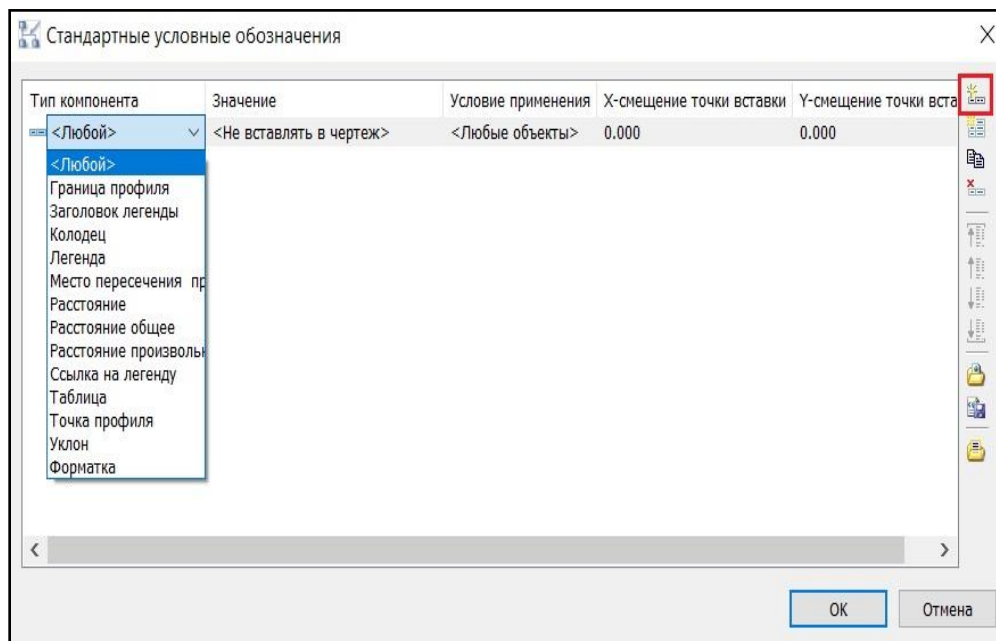 Стандартные условные обозначения
Тип компонента Значение Условие применения X-смещение точки вставки Y-смещение точки вста
<Любой> <Не вставлять в чертеж> <Любые объекты> 0.000 0.000
<Любой>
Граница профиля
Заголовок легенды
Колодец
Легенда
Место пересечения пр
Расстояние
Расстояние общее
Расстояние произвольн
Ссылка на легенду
Таблица
Точка профиля
Уклон
Форматка
ОК Отмена